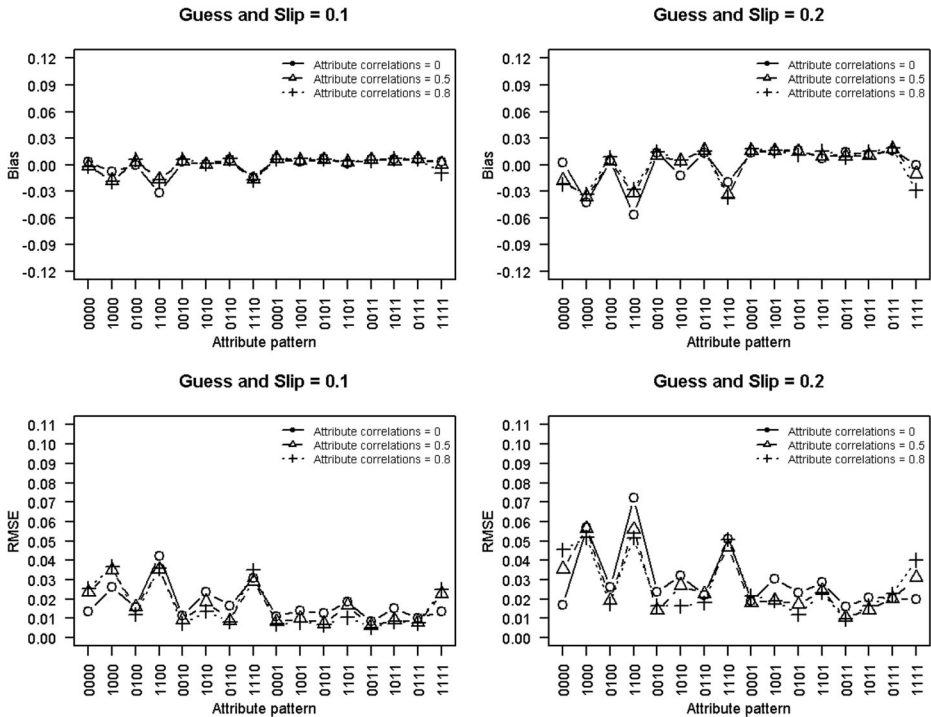 Guess and Slip = 0.1
Bias
0.12
0.09
0.06
0.03
0.00
-0.03
-0.06
-0.09
-0.12
Attribute correlations = 0
Attribute correlations = 0.5
Attribute correlations = 0.8
0000 1000 0100 1100 0010 1010 0110 1110 0001 1001 0101 1101 0011 1011 0111 1111
Attribute pattern
Guess and Slip = 0.2
Bias
0.12
0.09
0.06
0.03
0.00
-0.03
-0.06
-0.09
-0.12
Attribute correlations = 0
Attribute correlations = 0.5
Attribute correlations = 0.8
0000 1000 0100 1100 0010 1010 0110 1110 0001 1001 0101 1101 0011 1011 0111 1111
Attribute pattern
Guess and Slip = 0.1
RMSE
0.11
0.10
0.09
0.08
0.07
0.06
0.05
0.04
0.03
0.02
0.01
0.00
Attribute correlations = 0
Attribute correlations = 0.5
Attribute correlations = 0.8
0000 1000 0100 1100 0010 1010 0110 1110 0001 1001 0101 1101 0011 1011 0111 1111
Attribute pattern
Guess and Slip = 0.2
RMSE
0.11
0.10
0.09
0.08
0.07
0.06
0.05
0.04
0.03
0.02
0.01
0.00
Attribute correlations = 0
Attribute correlations = 0.5
Attribute correlations = 0.8
0000 1000 0100 1100 0010 1010 0110 1110 0001 1001 0101 1101 0011 1011 0111 1111
Attribute pattern